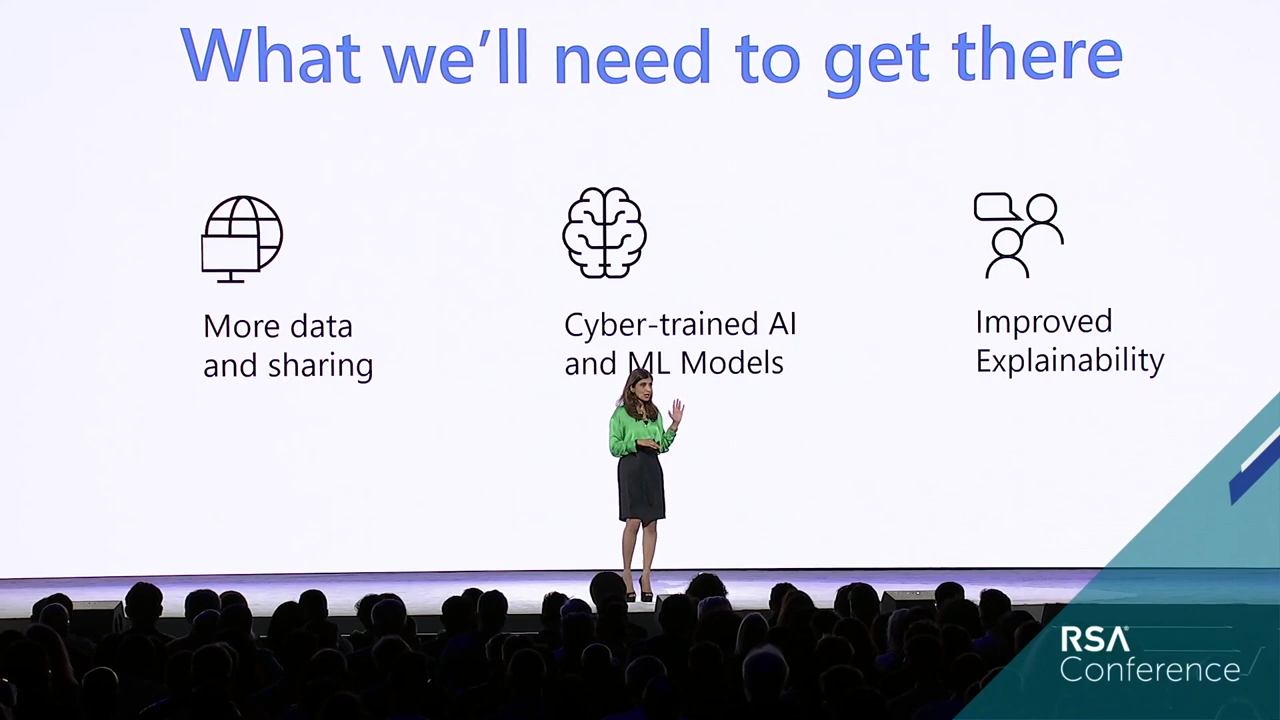 What we'll need to get there
More data
and sharing
Cyber-trained AI
and ML Models
Improved
Explainability
RSA
Conference